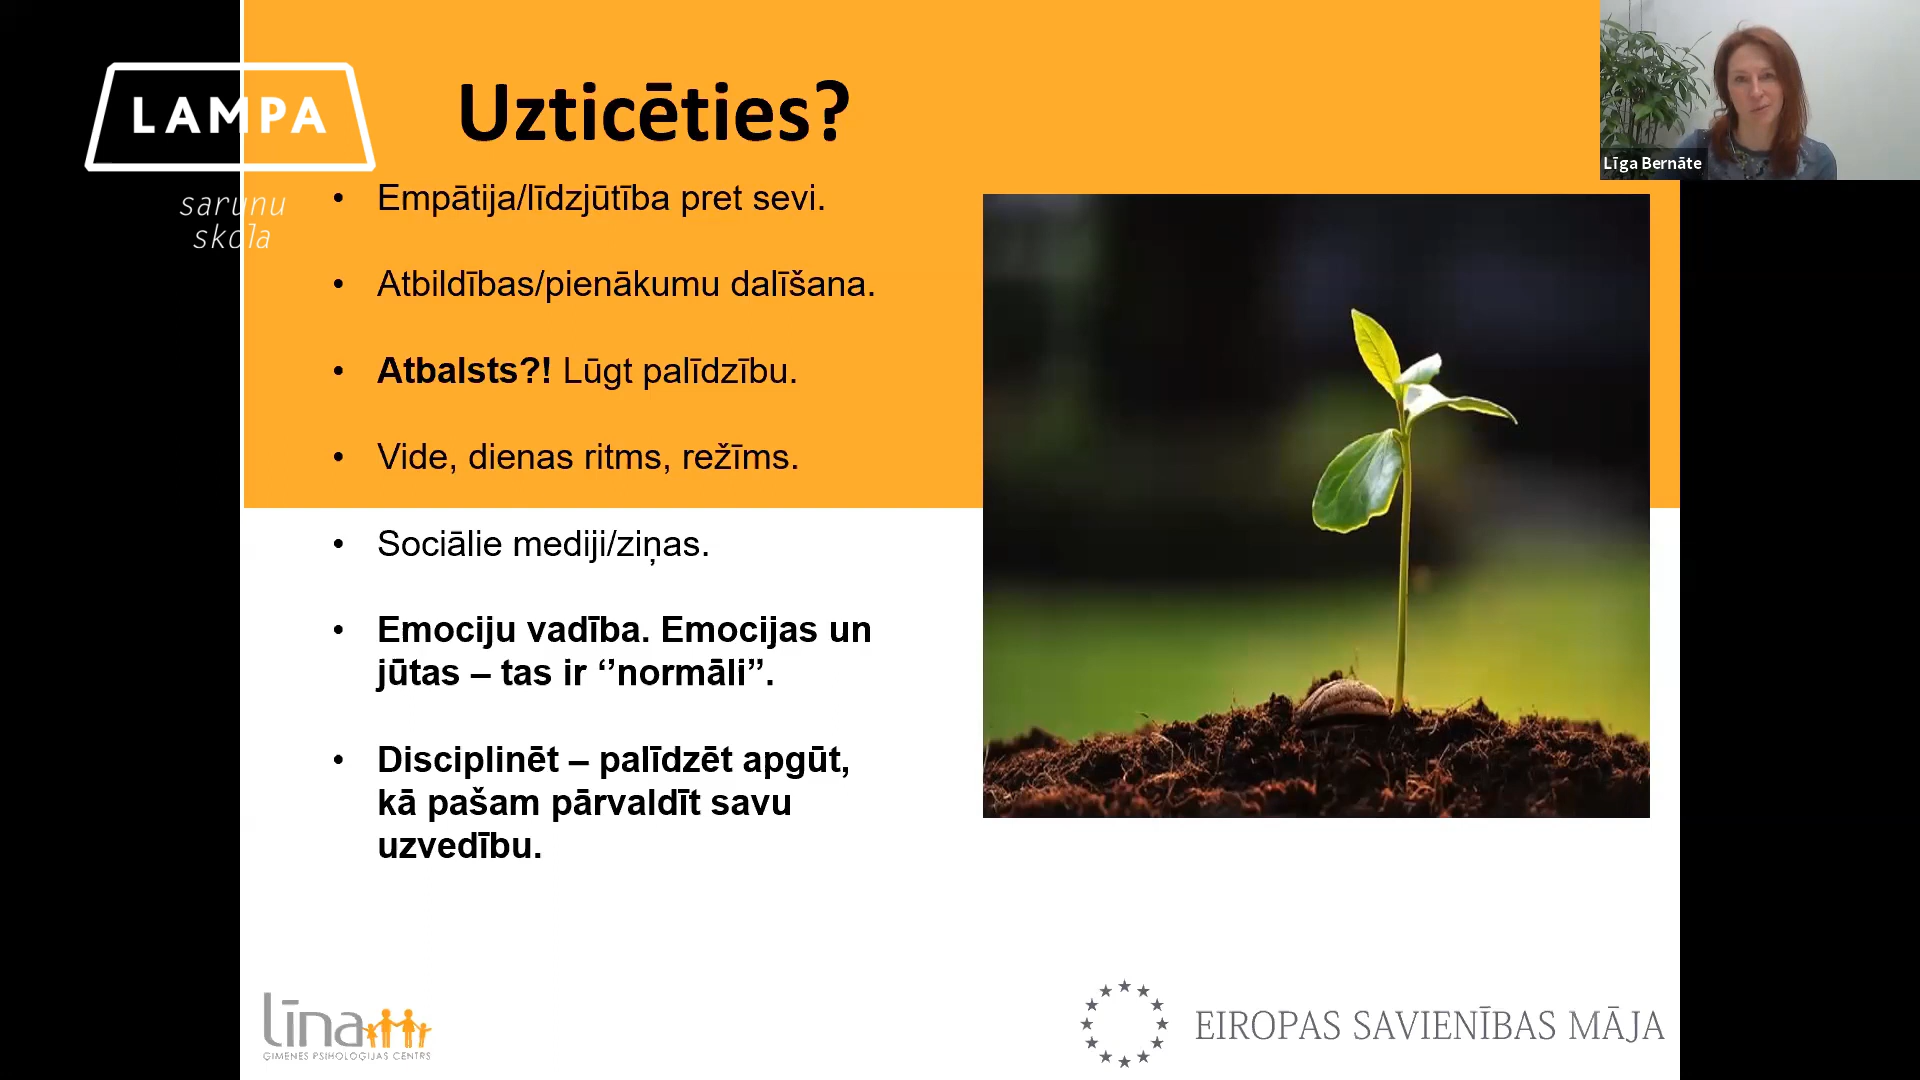 LAMPA
sarunu
skola
Uzticēties?
• Empātija/līdzjūtība pret sevi.
• Atbildības/pienākumu dalīšana.
• Atbalsts?! Lūgt palīdzību.
• Vide, dienas ritms, režīms.
• Sociālie mediji/ziņas.
• Emociju vadība. Emocijas un
jūtas – tas ir ‘’normāli”.
• Disciplinēt – palīdzēt apgūt,
kā pašam pārvaldīt savu
uzvedību.
Līga Bernāte
līna
ĢIMENES PSIHOLOĢIJAS CENTRS
EIROPAS SAVIENĪBAS MĀJA